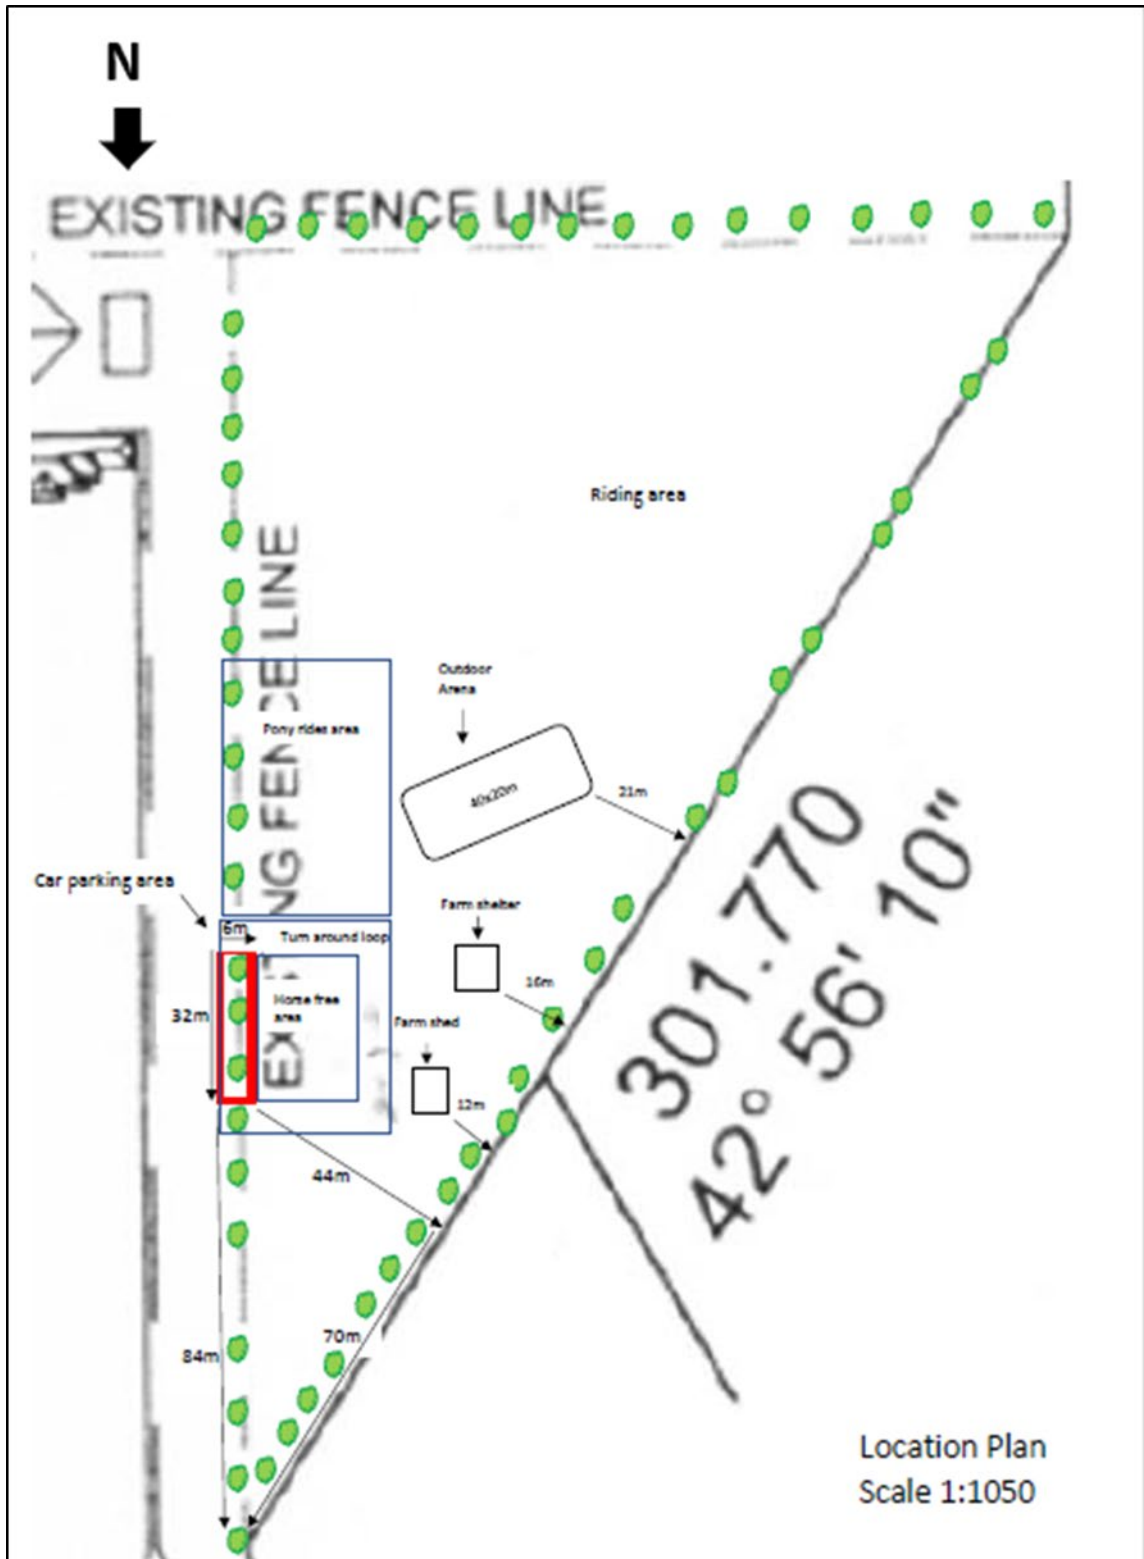 N
EXISTING FENCE LINE
Riding area
EXISTING FENCE LINE
Outdoor
Arena
Pony rides area
40x20m
21m
301.770
42° 56' 10"
Car parking area
6m
Turn around loop
Farm shelter
16m
32m
Horse free
area
Farm shed
12m
44m
70m
84m
Location Plan
Scale 1:1050